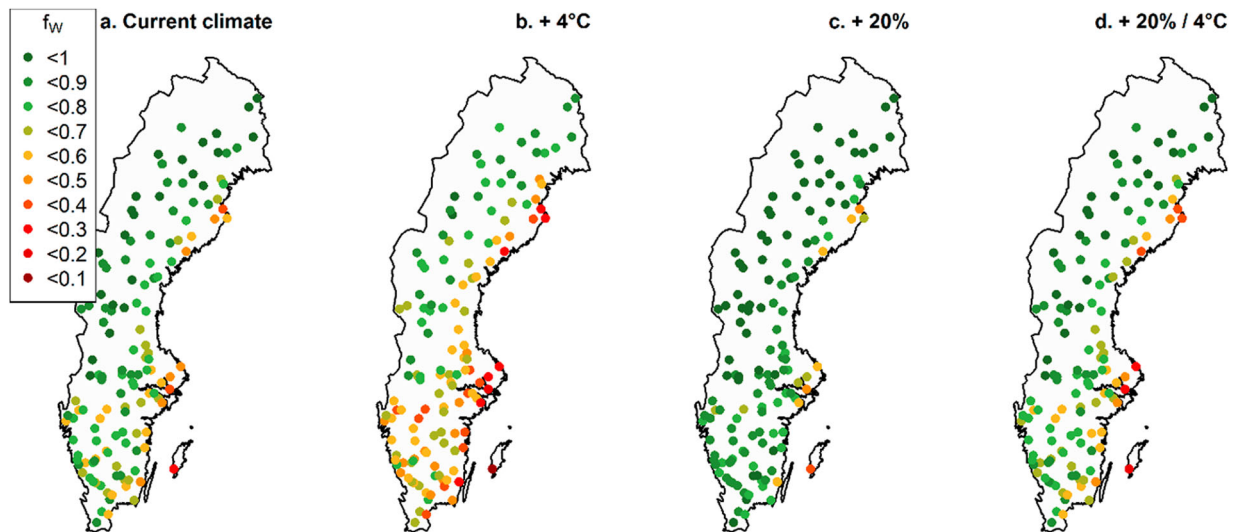 a. Current climate
b. + 4°C
c. + 20%
d. + 20% / 4°C
fw
<1
<0.9
<0.8
<0.7
<0.6
<0.5
<0.4
<0.3
<0.2
<0.1